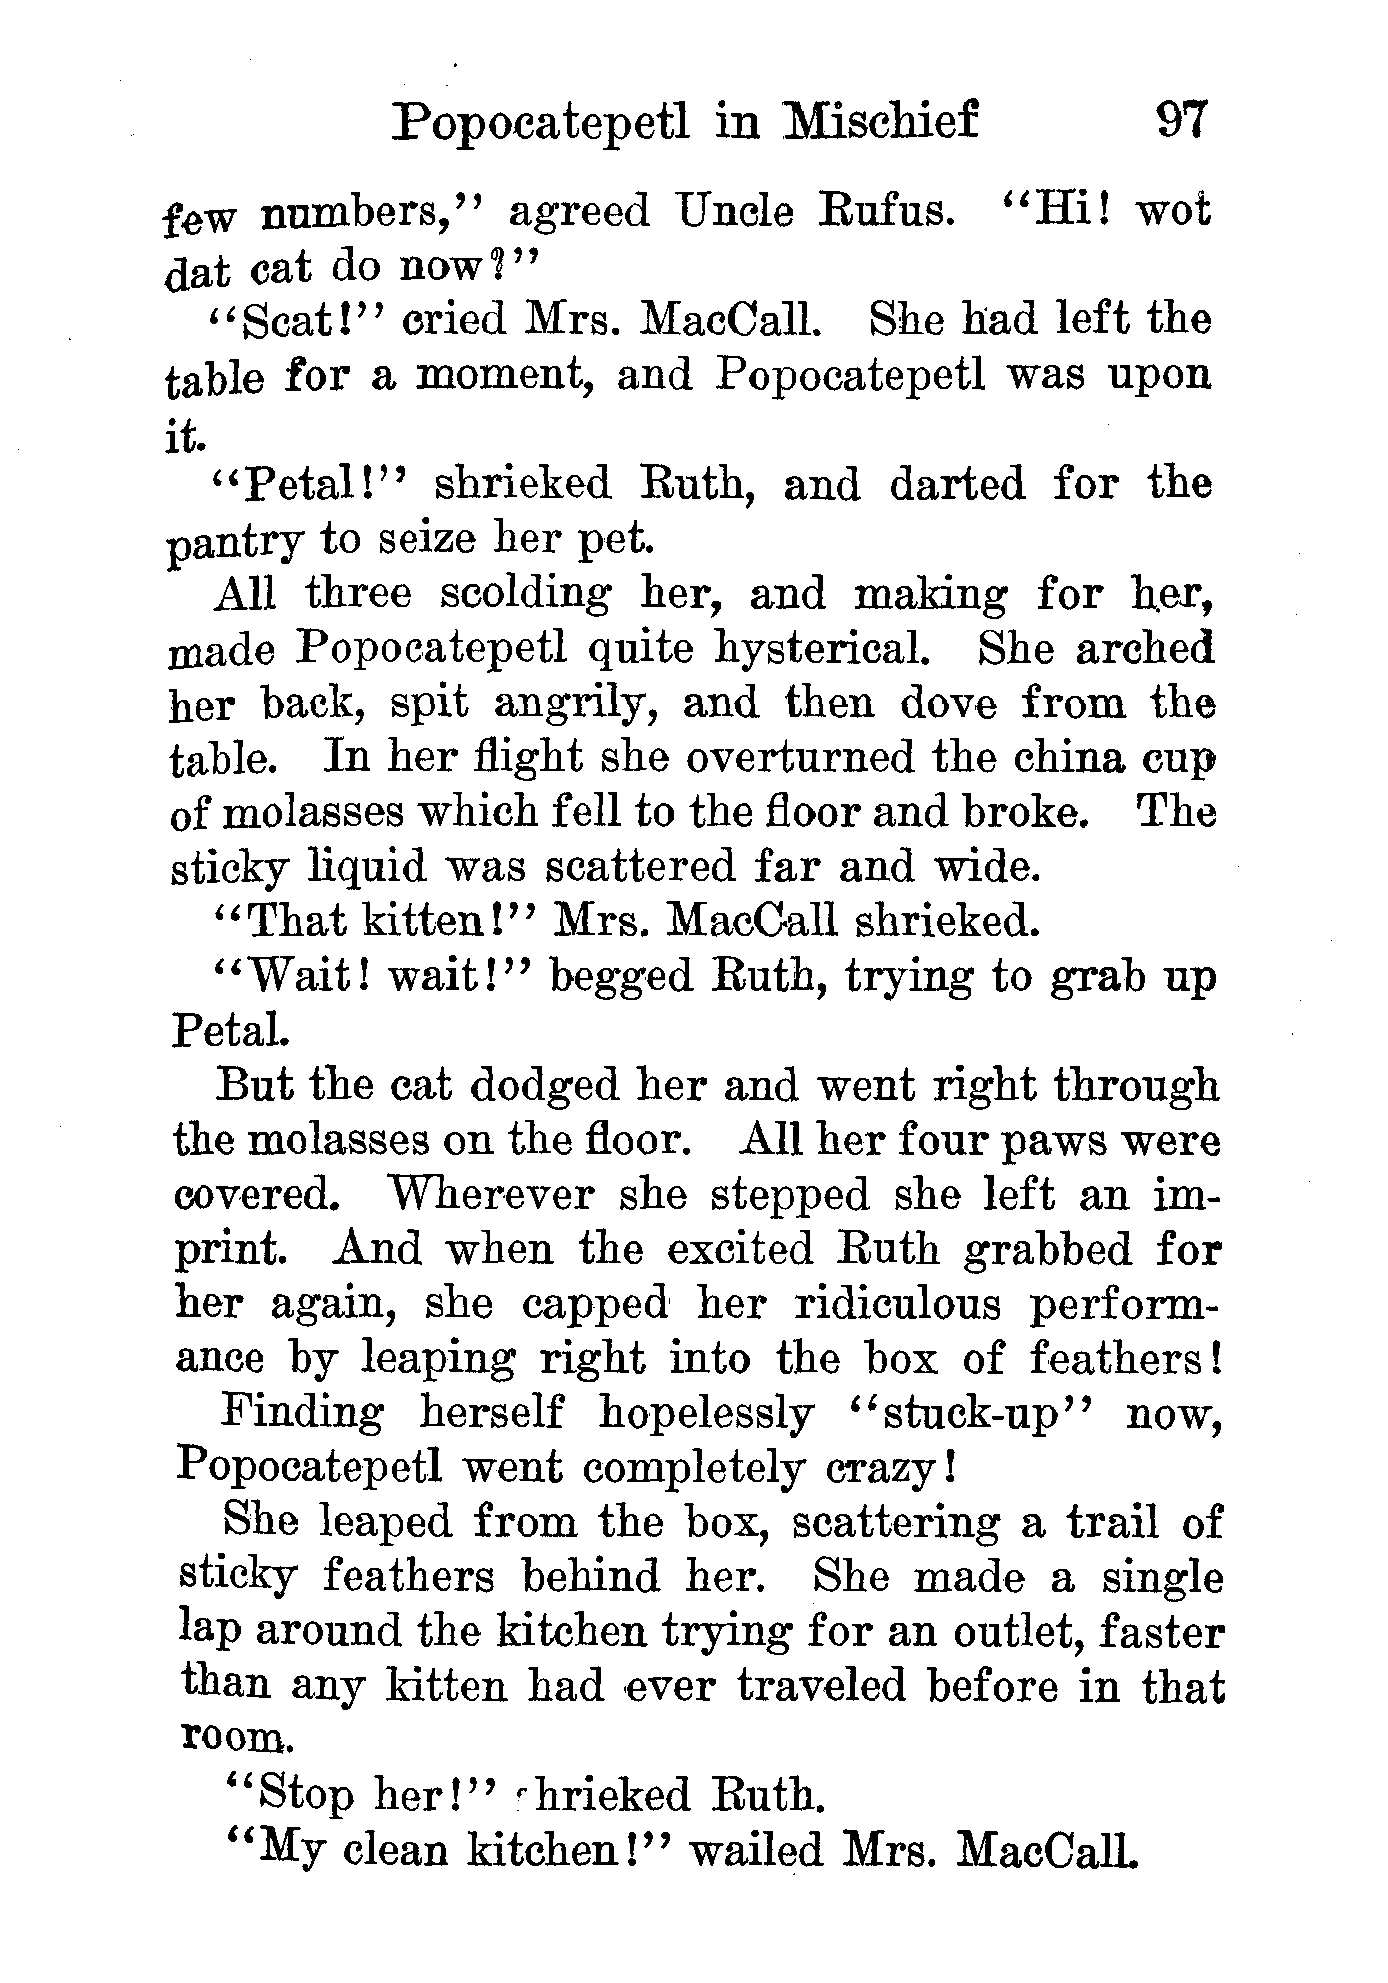 Popocatepetl in Mischief 97
few numbers," agreed Uncle Rufus. "Hi! wot
dat cat do now?"
"Scat!" cried Mrs. MacCall. She had left the
table for a moment, and Popocatepetl was upon
it.
"Petal!" shrieked Ruth, and darted for the
pantry to seize her pet.
All three scolding her, and making for her,
made Popocatepetl quite hysterical. She arched
her back, spit angrily, and then dove from the
table. In her flight she overturned the china cup
of molasses which fell to the floor and broke. The
sticky liquid was scattered far and wide.
"That kitten!" Mrs. MacCall shrieked.
"Wait! wait!" begged Ruth, trying to grab up
Petal.
But the cat dodged her and went right through
the molasses on the floor. All her four paws were
covered. Wherever she stepped she left an im-
print. And when the excited Ruth grabbed for
her again, she capped her ridiculous perform-
ance by leaping right into the box of feathers!
Finding herself hopelessly "stuck-up" now,
Popocatepetl went completely crazy!
She leaped from the box, scattering a trail of
sticky feathers behind her. She made a single
lap around the kitchen trying for an outlet, faster
than any kitten had ever traveled before in that
room.
"Stop her!" shrieked Ruth.
"My clean kitchen!" wailed Mrs. MacCall.